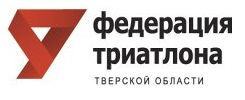 федерация
триатлона
ТВЕРСКОЙ ОБЛАСТИ